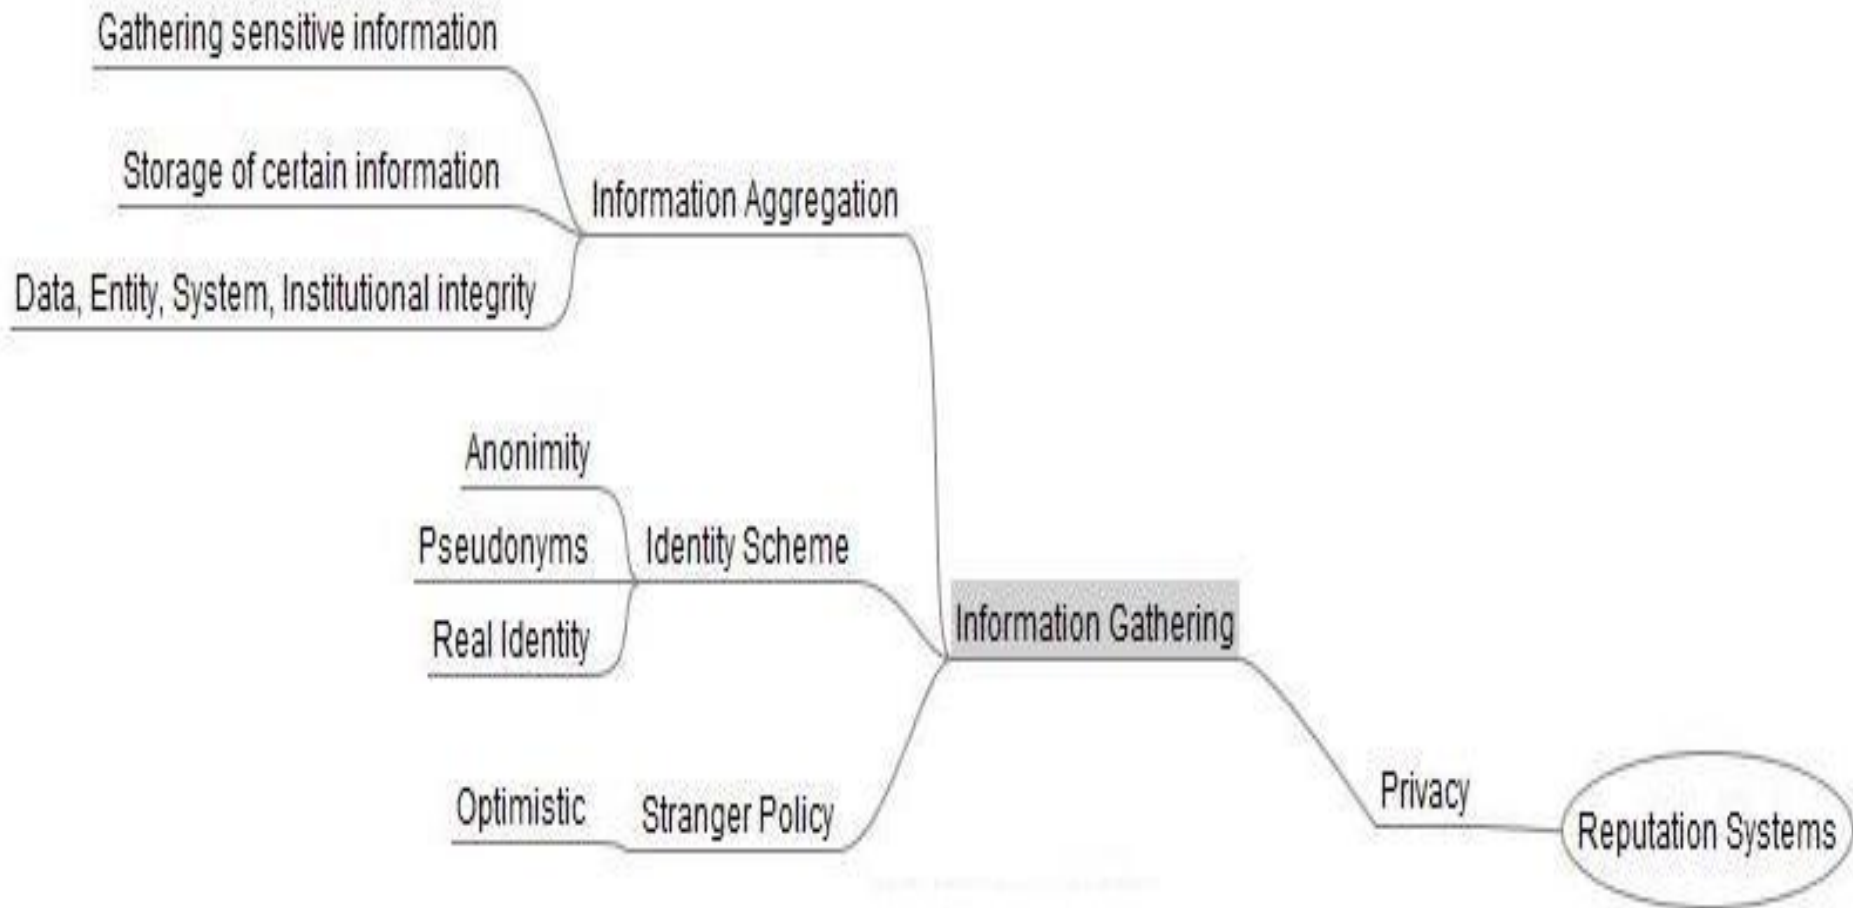 Gathering sensitive information
Storage of certain information
Information Aggregation
Data, Entity, System, Institutional integrity
Anonimity
Pseudonyms
Identity Scheme
Real Identity
Information Gathering
Optimistic
Stranger Policy
Privacy
Reputation Systems